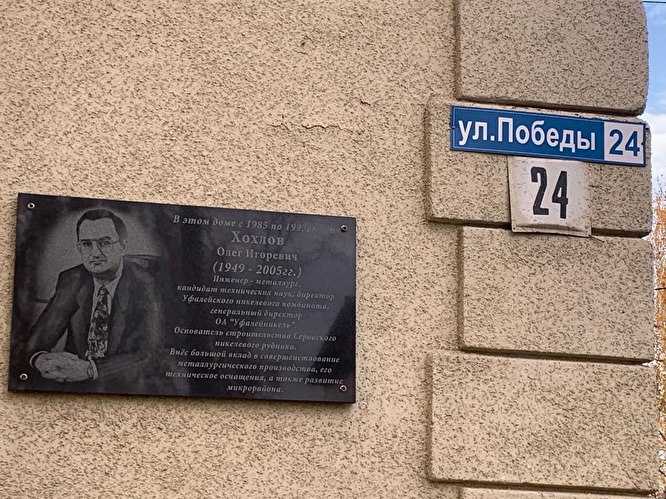 ул.Победы 24
24
В этом доме с 1985 по 1993г.
Хохлов
Олег Игоревич
(1949 - 2005гг.)
Инженер - металлург,
кандидат технических наук, директор
Уфалейского никелевого комбината,
генеральный директор
ОА "Уфалейникель".
Основатель строительства Серовского
никелевого рудника.
Внёс большой вклад в совершенствование
металлургического производства, его
техническое оснащения, а также развитие
микрорайона.